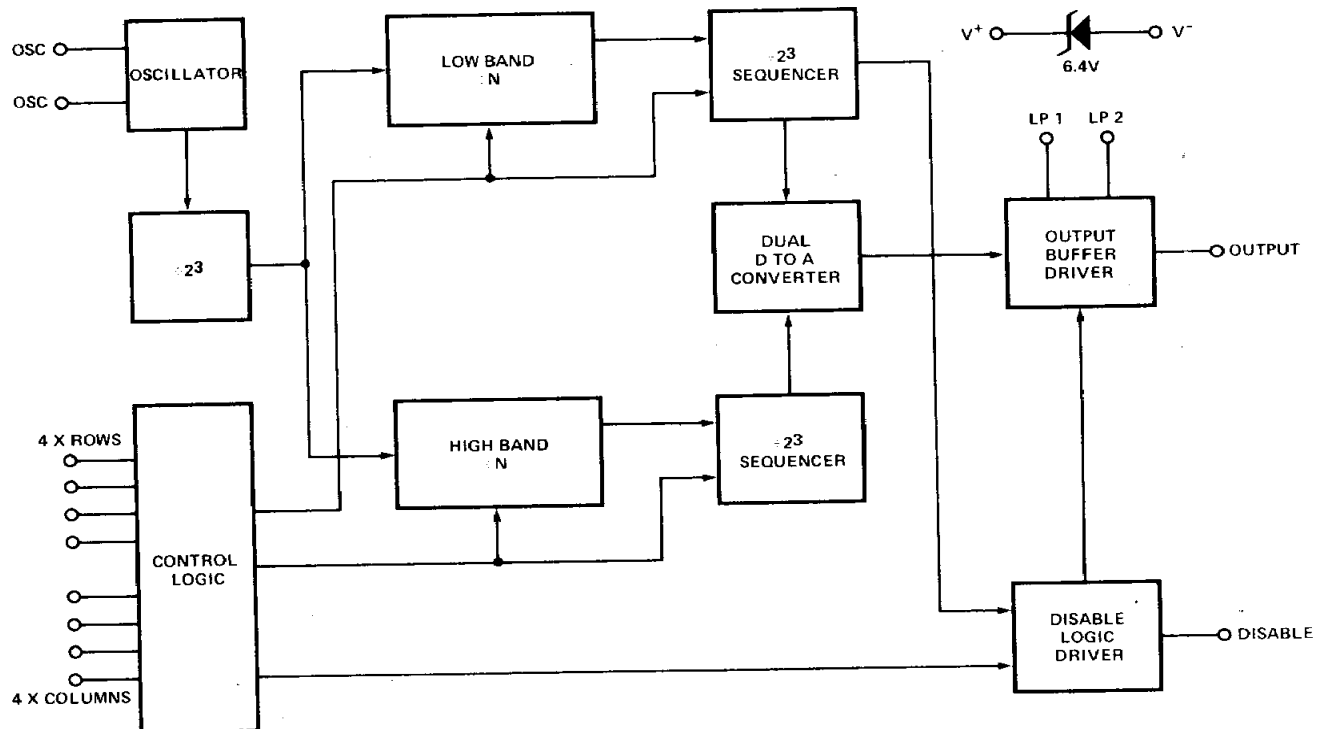 OSC
OSC
OSCILLATOR
LOW BAND
÷N
÷2³
SEQUENCER
V⁺
V⁻
6.4V
LP 1
LP 2
÷2³
DUAL
D TO A
CONVERTER
OUTPUT
BUFFER
DRIVER
OUTPUT
4 X ROWS
HIGH BAND
÷N
÷2³
SEQUENCER
CONTROL
LOGIC
4 X COLUMNS
DISABLE
LOGIC
DRIVER
DISABLE